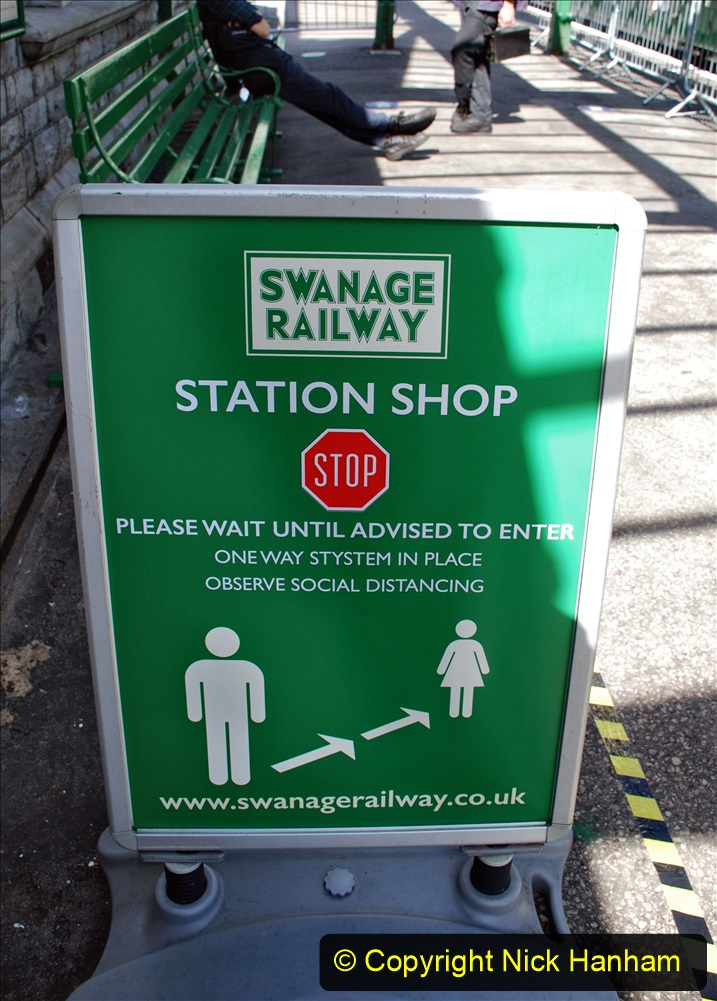 SWANAGE
RAILWAY
STATION SHOP
STOP
PLEASE WAIT UNTIL ADVISED TO ENTER
ONE WAY STYSTEM IN PLACE
OBSERVE SOCIAL DISTANCING
www.swanagerailway.co.uk
© Copyright Nick Hanham